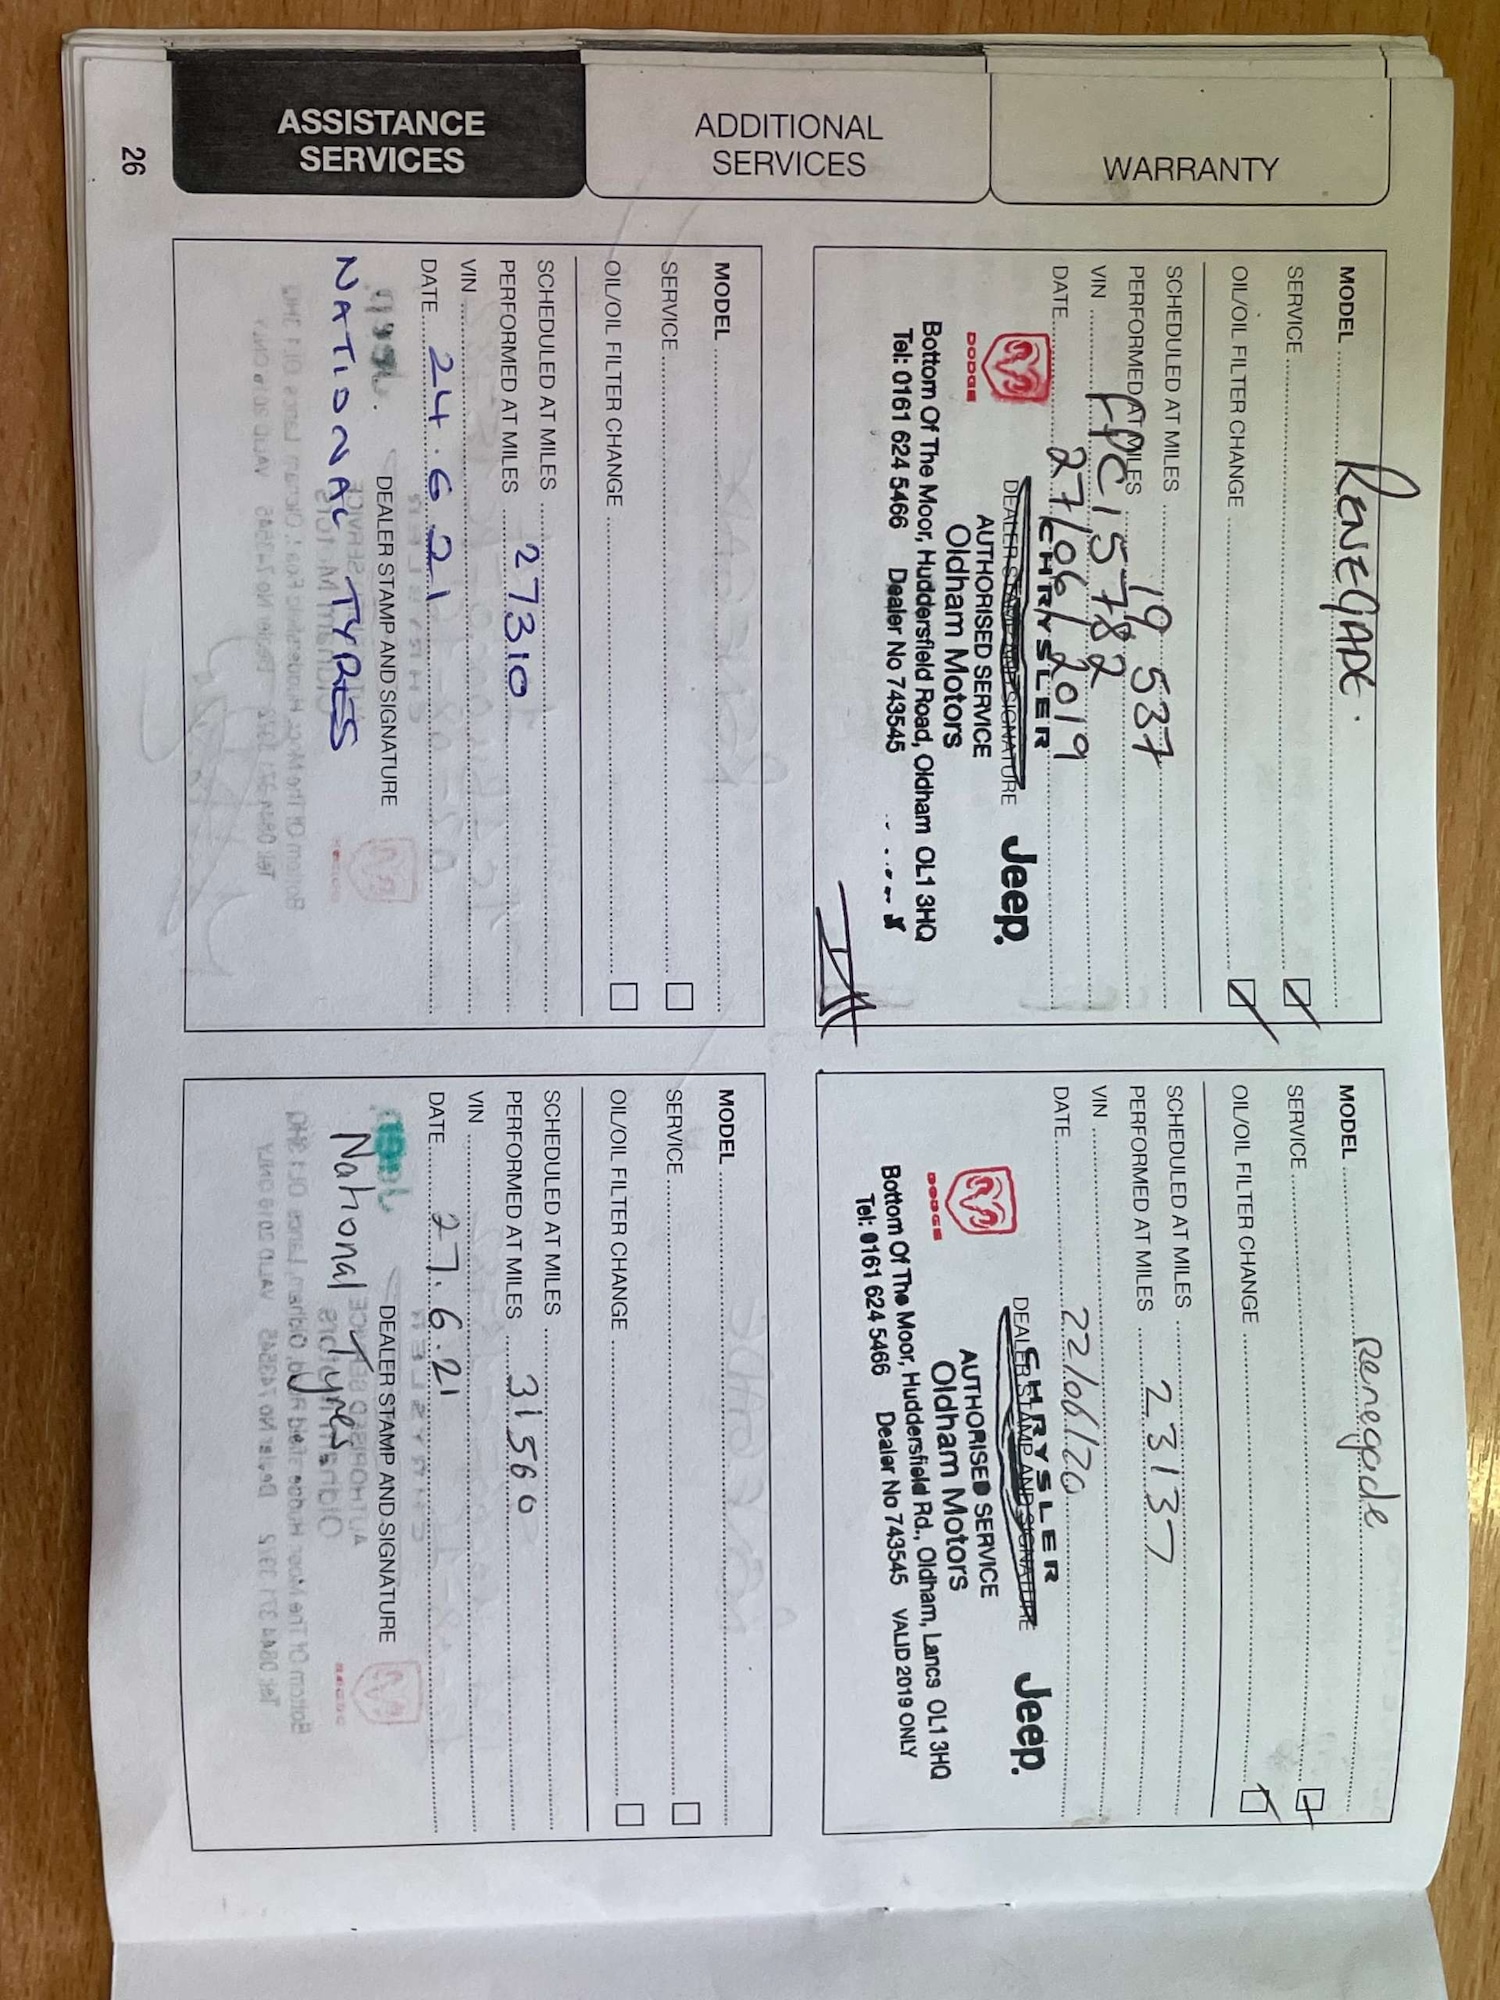 WARRANTY
ADDITIONAL
SERVICES
ASSISTANCE
SERVICES
MODEL RENEGADE.
SERVICE
OIL/OIL FILTER CHANGE
SCHEDULED AT MILES
PERFORMED AT MILES 19 537
VIN FPC15782
DATE 27/06/2019
DEALER STAMP AND SIGNATURE
CHRYSLER
Jeep.
DODGE
AUTHORISED SERVICE
Oldham Motors
Bottom Of The Moor, Huddersfield Road, Oldham OL1 3HQ
Tel: 0161 624 5466 Dealer No 743545
MODEL Renegade
SERVICE
OIL/OIL FILTER CHANGE
SCHEDULED AT MILES
PERFORMED AT MILES 23137
VIN
DATE 22/06/20
DEALER STAMP AND SIGNATURE
CHRYSLER
Jeep.
DODGE
AUTHORISED SERVICE
Oldham Motors
Bottom Of The Moor, Huddersfield Rd., Oldham, Lancs OL1 3HQ
Tel: 0161 624 5466 Dealer No 743545 VALID 2019 ONLY
MODEL
SERVICE
OIL/OIL FILTER CHANGE
SCHEDULED AT MILES
PERFORMED AT MILES 27310
VIN
DATE 24.6.21
DEALER STAMP AND SIGNATURE
NATIONAL TYRES
MODEL
SERVICE
OIL/OIL FILTER CHANGE
SCHEDULED AT MILES
PERFORMED AT MILES 31560
VIN
DATE 27.6.21
DEALER STAMP AND SIGNATURE
National Tyres
26